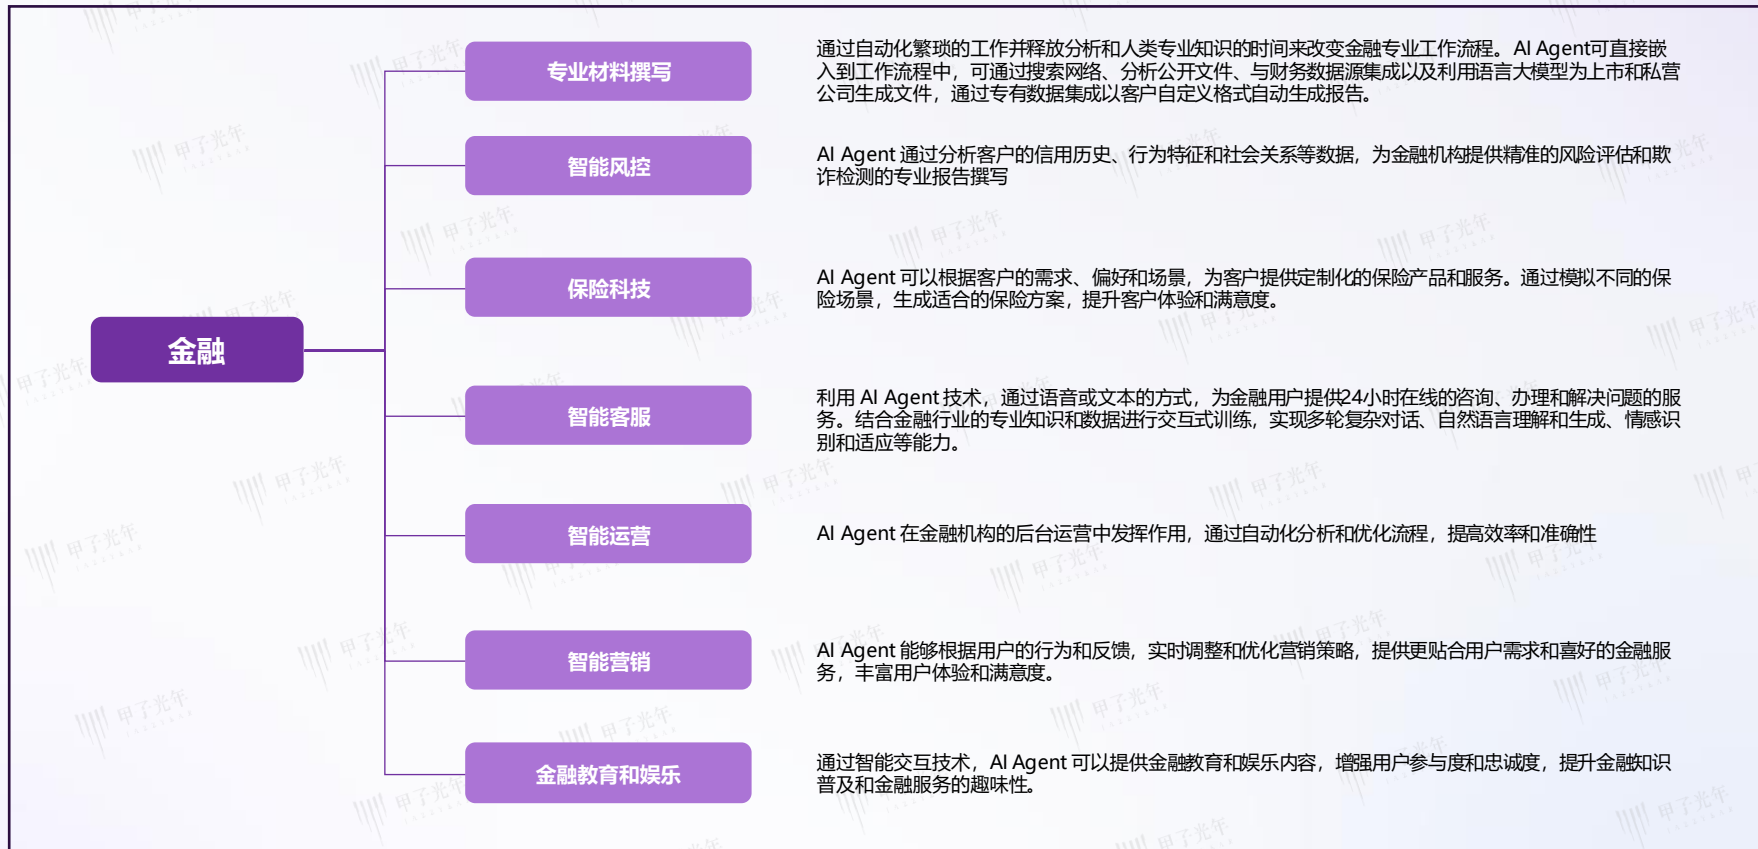 专业材料撰写
通过自动化繁琐的工作并释放分析和人类专业知识的时间来改变金融专业工作流程。AI Agent可直接嵌
入到工作流程中，可通过搜索网络、分析公开文件、与财务数据源集成以及利用语言大模型为上市和私营
公司生成文件，通过专有数据集成以客户自定义格式自动生成报告。
智能风控
AI Agent 通过分析客户的信用历史、行为特征和社会关系等数据，为金融机构提供精准的风险评估和欺
诈检测的专业报告撰写
保险科技
AI Agent 可以根据客户的需求、偏好和场景，为客户提供定制化的保险产品和服务。通过模拟不同的保
险场景，生成适合的保险方案，提升客户体验和满意度。
金融
智能客服
利用 AI Agent 技术，通过语音或文本的方式，为金融用户提供24小时在线的咨询、办理和解决问题的服
务。结合金融行业的专业知识和数据进行交互式训练，实现多轮复杂对话、自然语言理解和生成、情感识
别和适应等能力。
智能运营
AI Agent 在金融机构的后台运营中发挥作用，通过自动化分析和优化流程，提高效率和准确性
智能营销
AI Agent 能够根据用户的行为和反馈，实时调整和优化营销策略，提供更贴合用户需求和喜好的金融服
务，丰富用户体验和满意度。
金融教育和娱乐
通过智能交互技术，AI Agent 可以提供金融教育和娱乐内容，增强用户参与度和忠诚度，提升金融知识
普及和金融服务的趣味性。
甲子光年